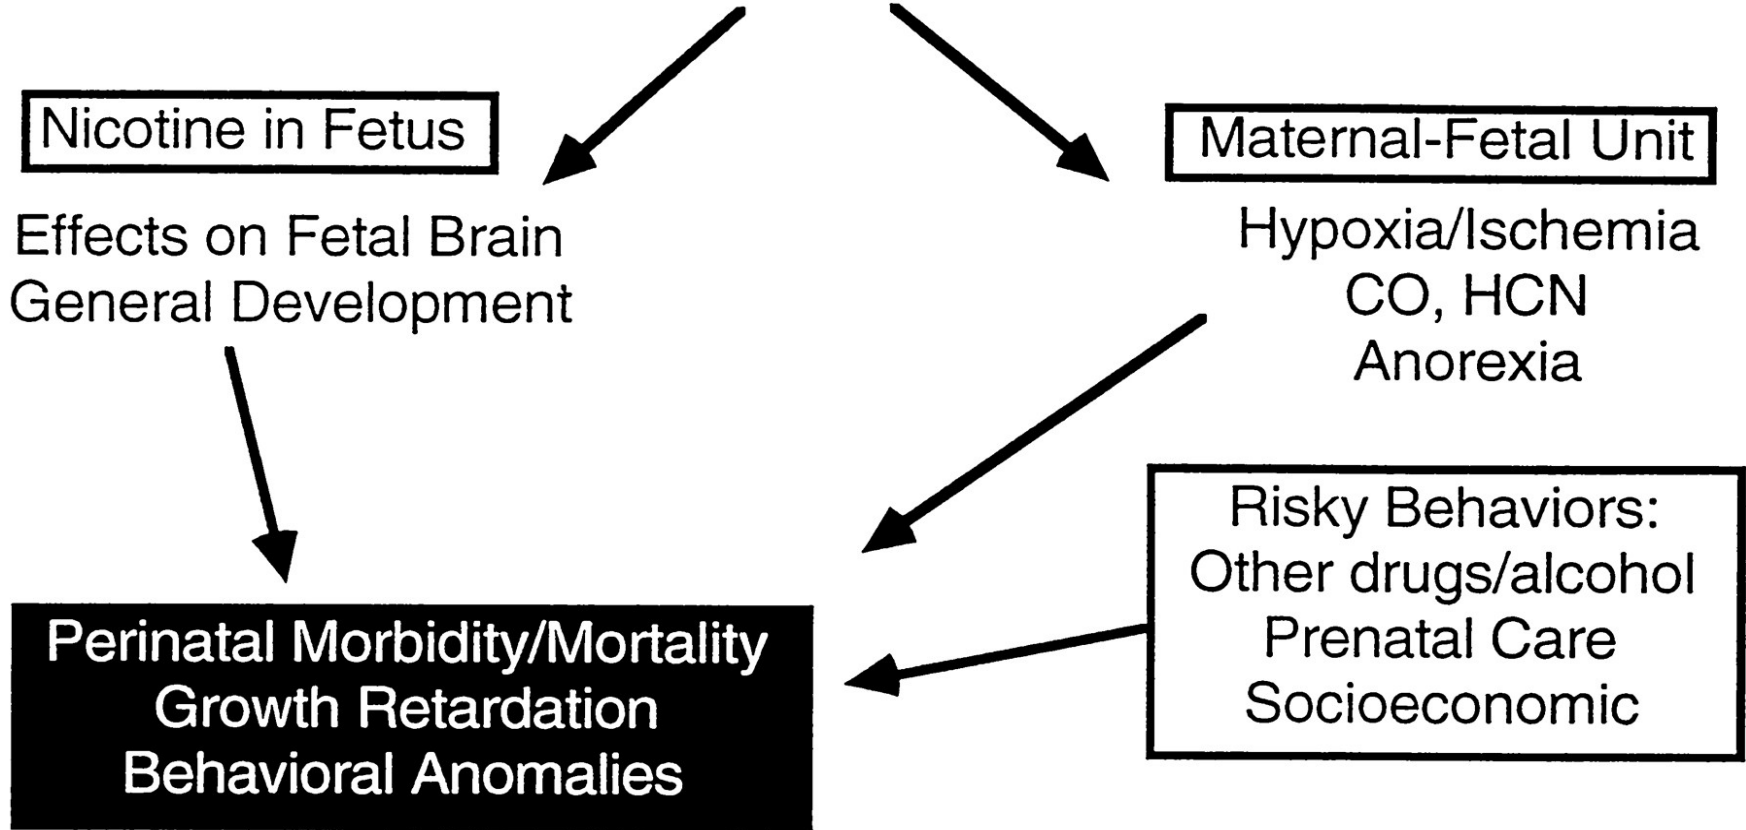 Nicotine in Fetus
Effects on Fetal Brain
General Development
Maternal-Fetal Unit
Hypoxia/Ischemia
CO, HCN
Anorexia
Risky Behaviors:
Other drugs/alcohol
Prenatal Care
Socioeconomic
Perinatal Morbidity/Mortality
Growth Retardation
Behavioral Anomalies